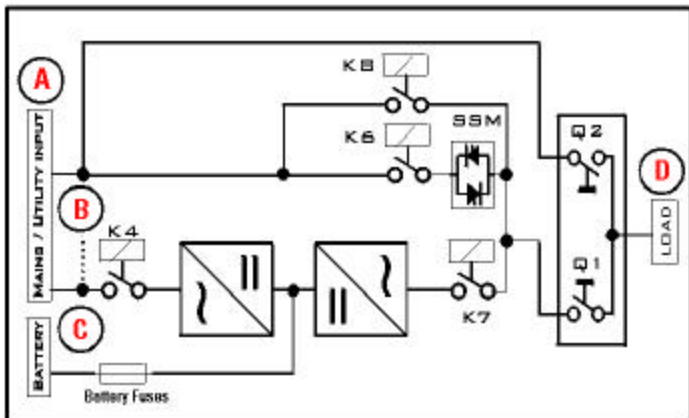 A
K8
K6
SSM
Q2
D
MAINS / UTILITY INPUT
B
K4
LOAD
Q1
C
K7
BATTERY
Battery Fuses